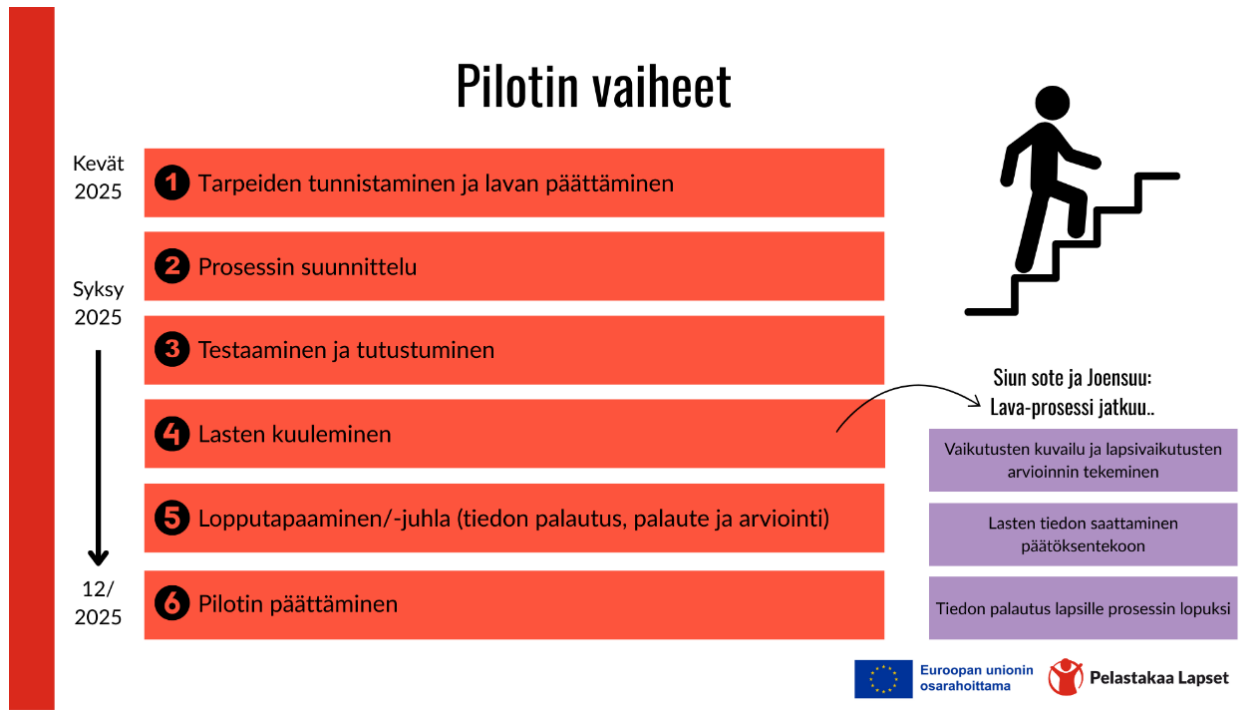 Pilotin vaiheet
Kevät
2025
1 Tarpeiden tunnistaminen ja lavan päättäminen
2 Prosessin suunnittelu
Syksy
2025
3 Testaaminen ja tutustuminen
4 Lasten kuuleminen
5 Lopputapaaminen/-juhla (tiedon palautus, palaute ja arviointi)
12/
2025
6 Pilotin päättäminen
Siun sote ja Joensuu:
Lava-prosessi jatkuu..
Vaikutusten kuvailu ja lapsivaikutusten
arvioinnin tekeminen
Lasten tiedon saattaminen
päätöksentekoon
Tiedon palautus lapsille prosessin lopuksi
Euroopan unionin
osarahoittama
Pelastakaa Lapset